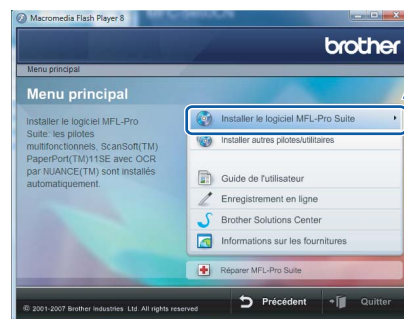 Macromedia Flash Player 8
brother
Menu principal
Menu principal
Installer le logiciel MFL-Pro
Suite: les pilotes
multifonctionnels, ScanSoft(TM)
PaperPort(TM)11SE avec OCR
par NUANCE(TM) sont installés
automatiquement.
Installer le logiciel MFL-Pro Suite
Installer autres pilotes/utilitaires
Guide de l'utilisateur
Enregistrement en ligne
Brother Solutions Center
Informations sur les fournitures
Réparer MFL-Pro Suite
© 2001-2007 Brother Industries Ltd. All rights reserved
Précédent
Quitter